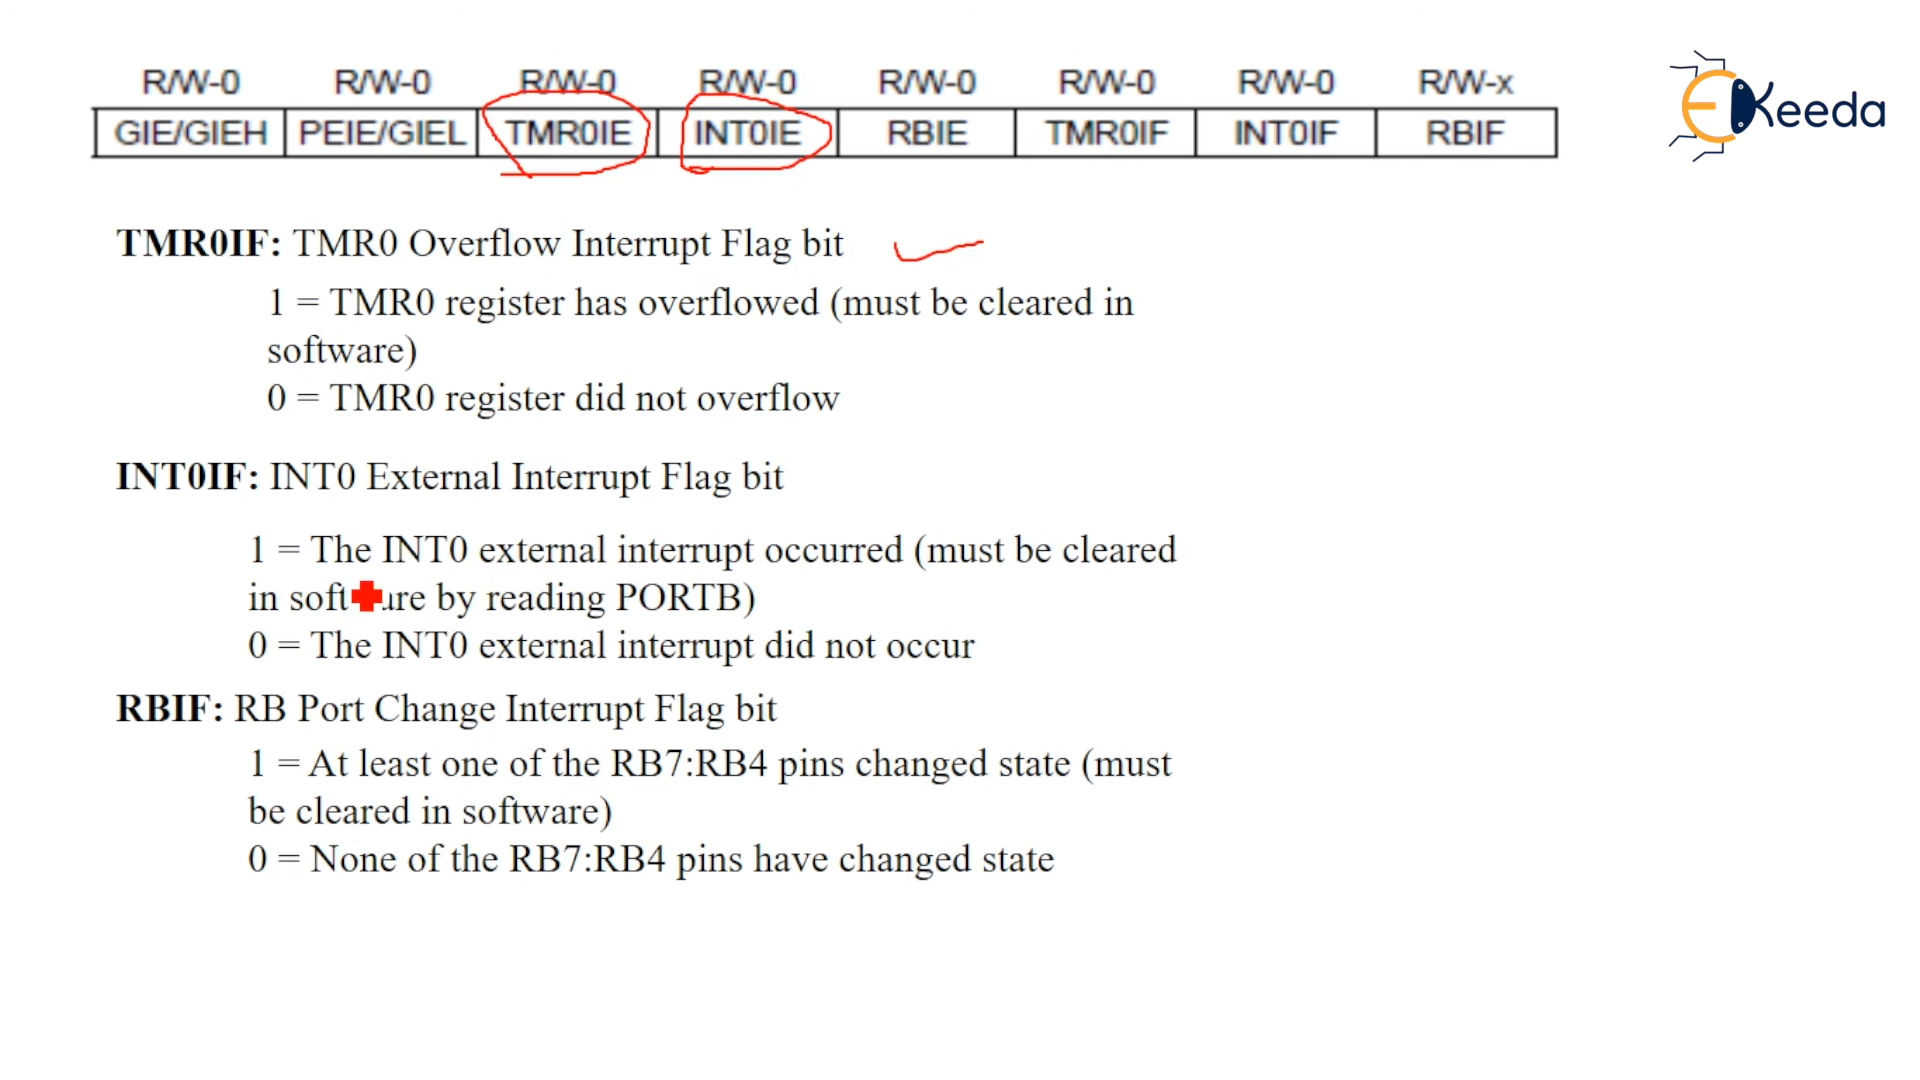 R/W-0 R/W-0 R/W-0 R/W-0 R/W-0 R/W-0 R/W-0 R/W-x
GIE/GIEH PEIE/GIEL TMR0IE INT0IE RBIE TMR0IF INT0IF RBIF
EKeeda
TMR0IF: TMR0 Overflow Interrupt Flag bit
1 = TMR0 register has overflowed (must be cleared in
software)
0 = TMR0 register did not overflow
INT0IF: INT0 External Interrupt Flag bit
1 = The INT0 external interrupt occurred (must be cleared
in software by reading PORTB)
0 = The INT0 external interrupt did not occur
RBIF: RB Port Change Interrupt Flag bit
1 = At least one of the RB7:RB4 pins changed state (must
be cleared in software)
0 = None of the RB7:RB4 pins have changed state